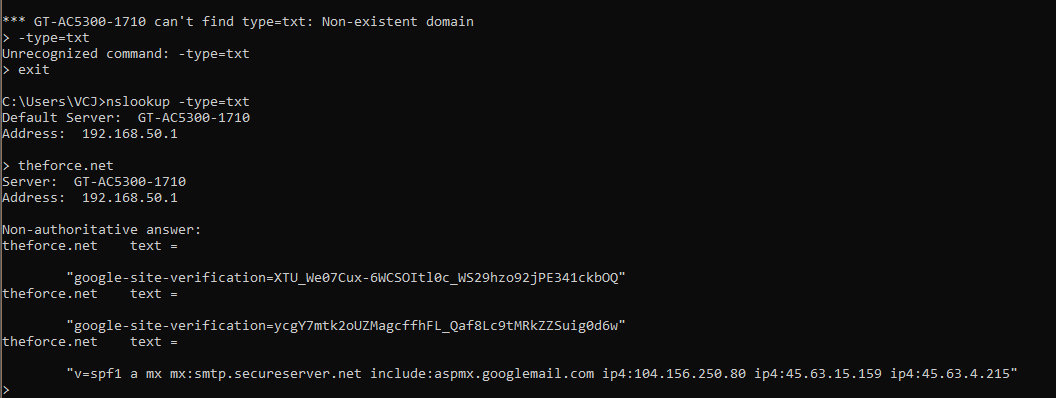 *** GT-AC5300-1710 can't find type=txt: Non-existent domain
> -type=txt
Unrecognized command: -type=txt
> exit
C:\Users\VCJ>nslookup -type=txt
Default Server:  GT-AC5300-1710
Address:  192.168.50.1
> theforce.net
Server:  GT-AC5300-1710
Address:  192.168.50.1
Non-authoritative answer:
theforce.net    text =
"google-site-verification=XTU_We07Cux-6WCSOItl0c_WS29hzo92jPE341ckbOQ"
theforce.net    text =
"google-site-verification=ycgY7mtk2oUZMagcffhFL_Qaf8Lc9tMRkZZSuig0d6w"
theforce.net    text =
"v=spf1 a mx mx:smtp.secureserver.net include:aspmx.googlemail.com ip4:104.156.250.80 ip4:45.63.15.159 ip4:45.63.4.215"
>